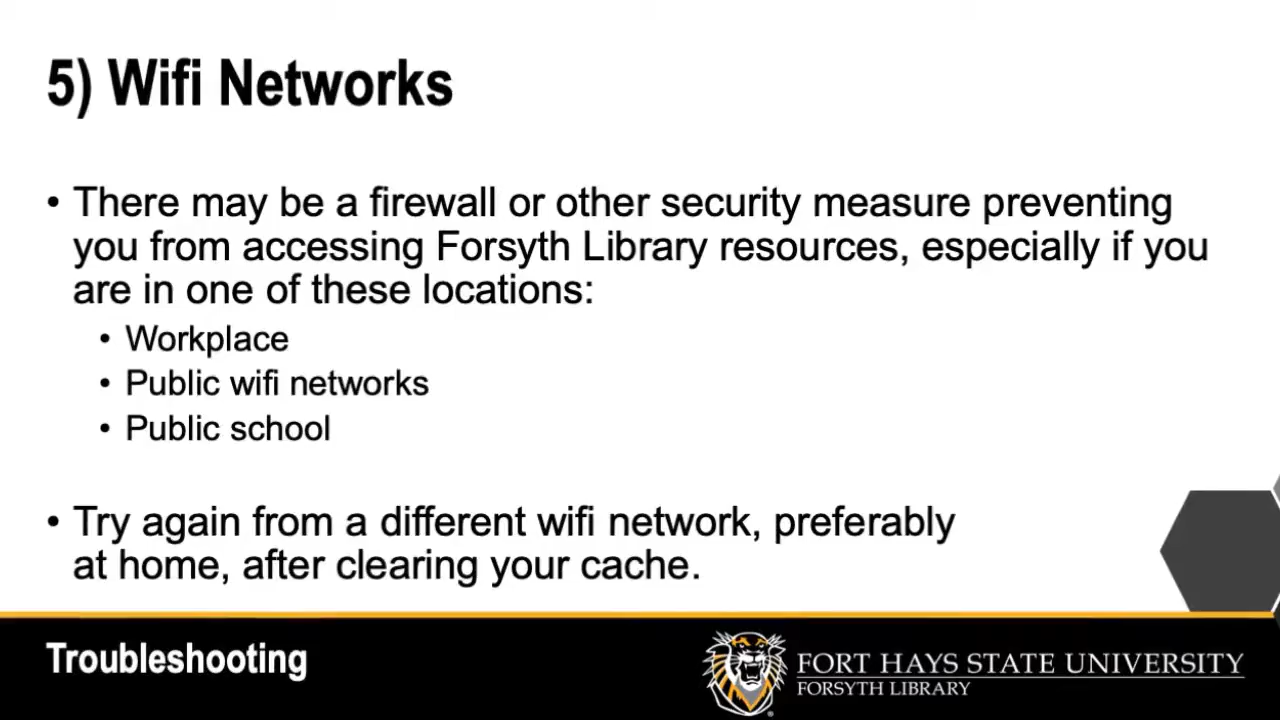 5) Wifi Networks
• There may be a firewall or other security measure preventing
you from accessing Forsyth Library resources, especially if you
are in one of these locations:
• Workplace
• Public wifi networks
• Public school
• Try again from a different wifi network, preferably
at home, after clearing your cache.
Troubleshooting
FORT HAYS STATE UNIVERSITY
FORSYTH LIBRARY